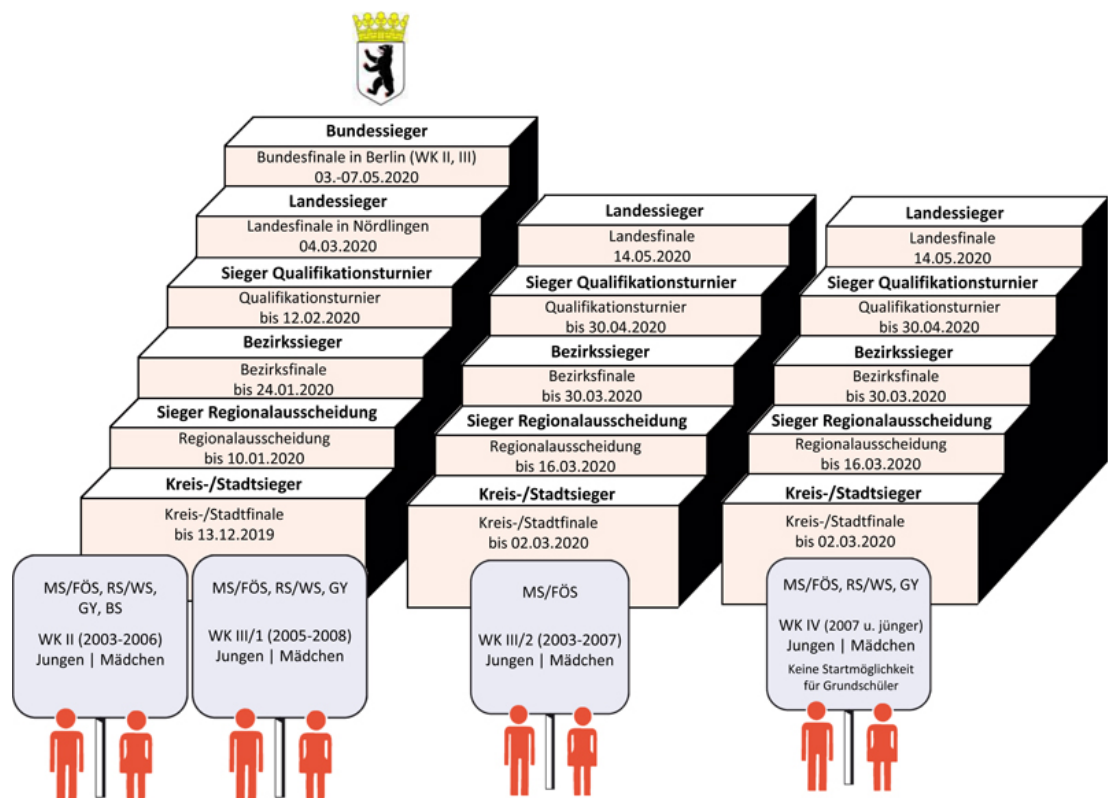 Bundessieger
Bundesfinale in Berlin (WK II, III)
03.-07.05.2020
Landessieger
Landesfinale in Nördlingen
04.03.2020
Sieger Qualifikationsturnier
Qualifikationsturnier
bis 12.02.2020
Bezirkssieger
Bezirksfinale
bis 24.01.2020
Sieger Regionalausscheidung
Regionalausscheidung
bis 10.01.2020
Kreis-/Stadtsieger
Kreis-/Stadtfinale
bis 13.12.2019
MS/FÖS, RS/WS,
GY, BS
WK II (2003-2006)
Jungen | Mädchen
MS/FÖS, RS/WS, GY
WK III/1 (2005-2008)
Jungen | Mädchen
Landessieger
Landesfinale
14.05.2020
Sieger Qualifikationsturnier
Qualifikationsturnier
bis 30.04.2020
Bezirkssieger
Bezirksfinale
bis 30.03.2020
Sieger Regionalausscheidung
Regionalausscheidung
bis 16.03.2020
Kreis-/Stadtsieger
Kreis-/Stadtfinale
bis 02.03.2020
MS/FÖS
WK III/2 (2003-2007)
Jungen | Mädchen
Landessieger
Landesfinale
14.05.2020
Sieger Qualifikationsturnier
Qualifikationsturnier
bis 30.04.2020
Bezirkssieger
Bezirksfinale
bis 30.03.2020
Sieger Regionalausscheidung
Regionalausscheidung
bis 16.03.2020
Kreis-/Stadtsieger
Kreis-/Stadtfinale
bis 02.03.2020
MS/FÖS, RS/WS, GY
WK IV (2007 u. jünger)
Jungen | Mädchen
Keine Startmöglichkeit
für Grundschüler